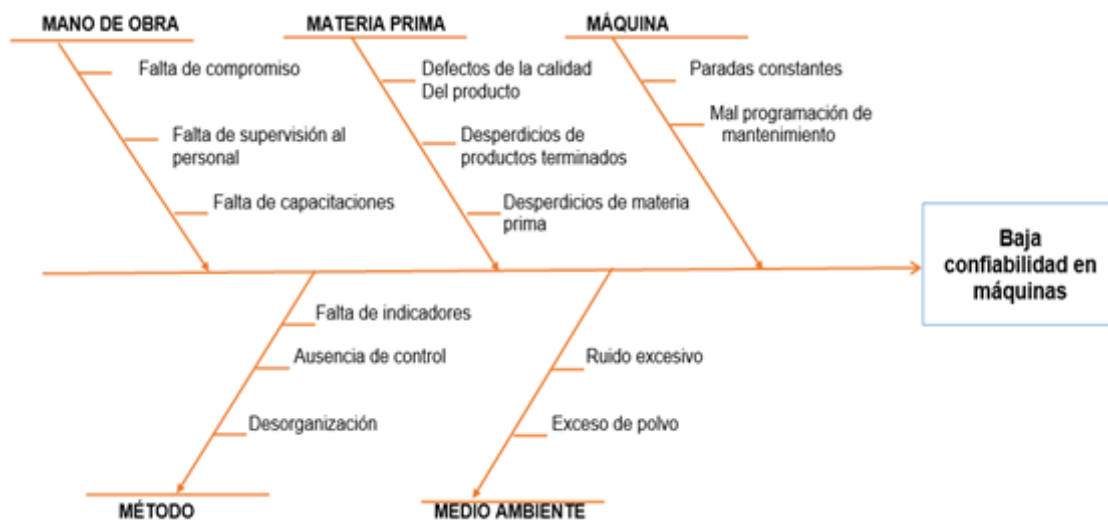 MANO DE OBRA
MATERIA PRIMA
MÁQUINA
Falta de compromiso
Falta de supervisión al
personal
Falta de capacitaciones
Defectos de la calidad
Del producto
Desperdicios de
productos terminados
Desperdicios de materia
prima
Paradas constantes
Mal programación de
mantenimiento
Baja
confiabilidad en
máquinas
Falta de indicadores
Ausencia de control
Desorganización
Ruido excesivo
Exceso de polvo
MÉTODO
MEDIO AMBIENTE